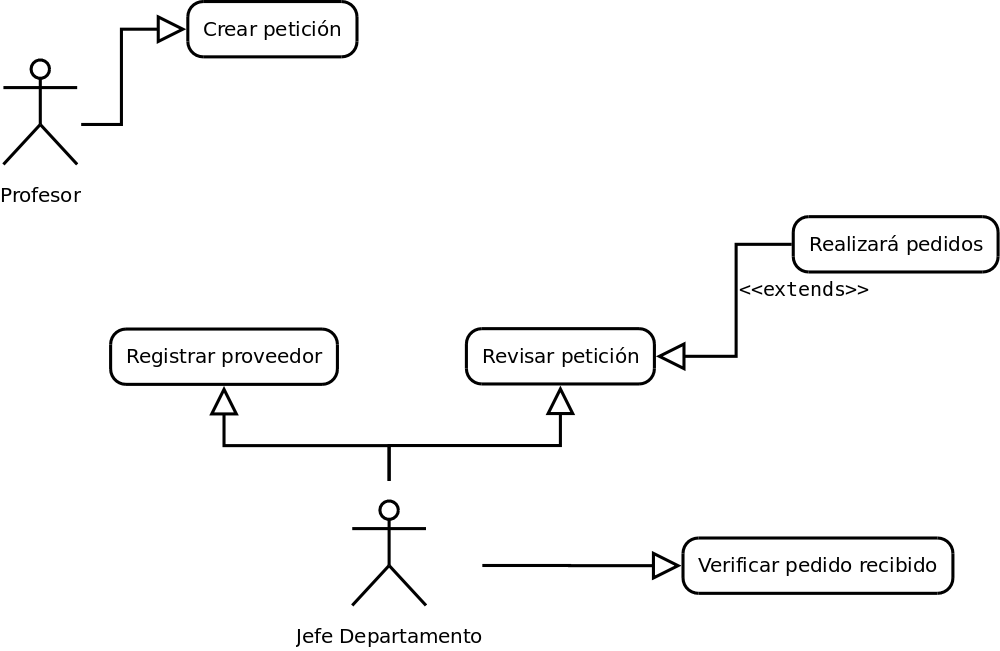 Crear petición
Profesor
Realizará pedidos
<<extends>>
Registrar proveedor
Revisar petición
Verificar pedido recibido
Jefe Departamento